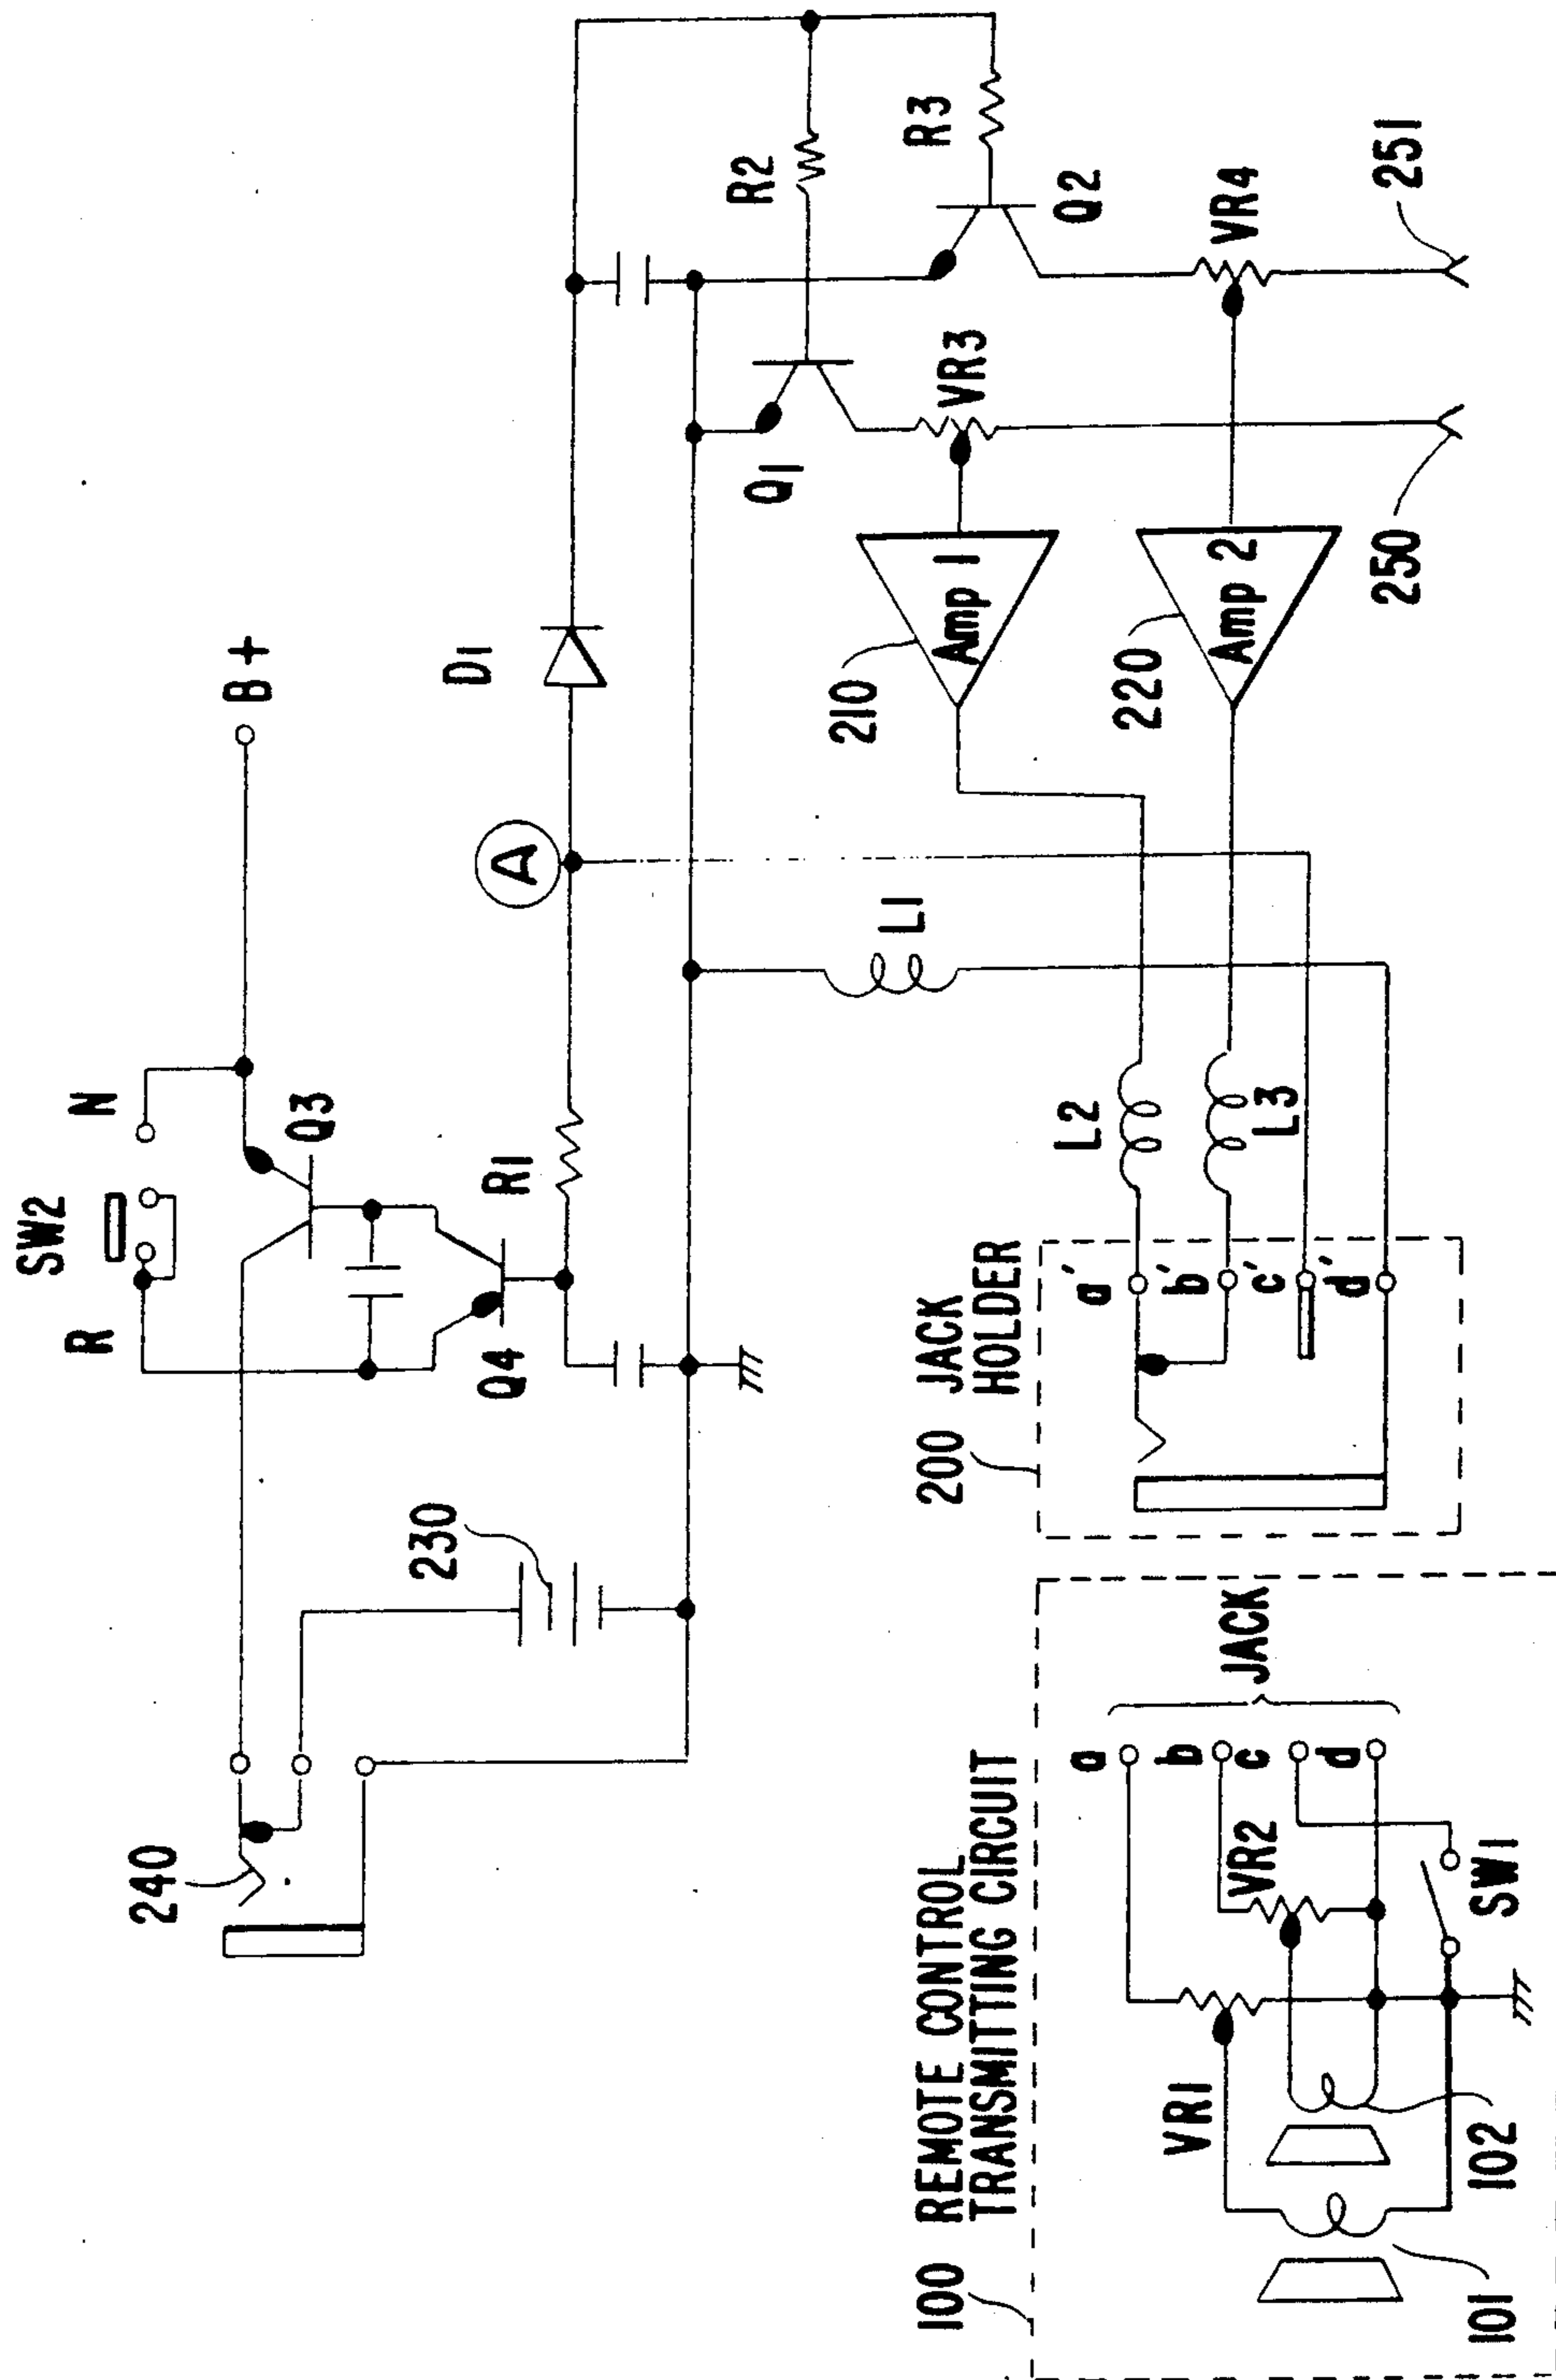 B +
SW2
N
R
Q3
Q4
R1
A
D1
R2
R3
Q1
Q2
VR3
VR4
251
250
Amp 1
Amp 2
210
220
L1
L2
L3
240
230
200 JACK
HOLDER
a'
b'
c'
d'
100 REMOTE CONTROL
TRANSMITTING CIRCUIT
JACK
a
b
c
d
VR1
VR2
SW1
101
102